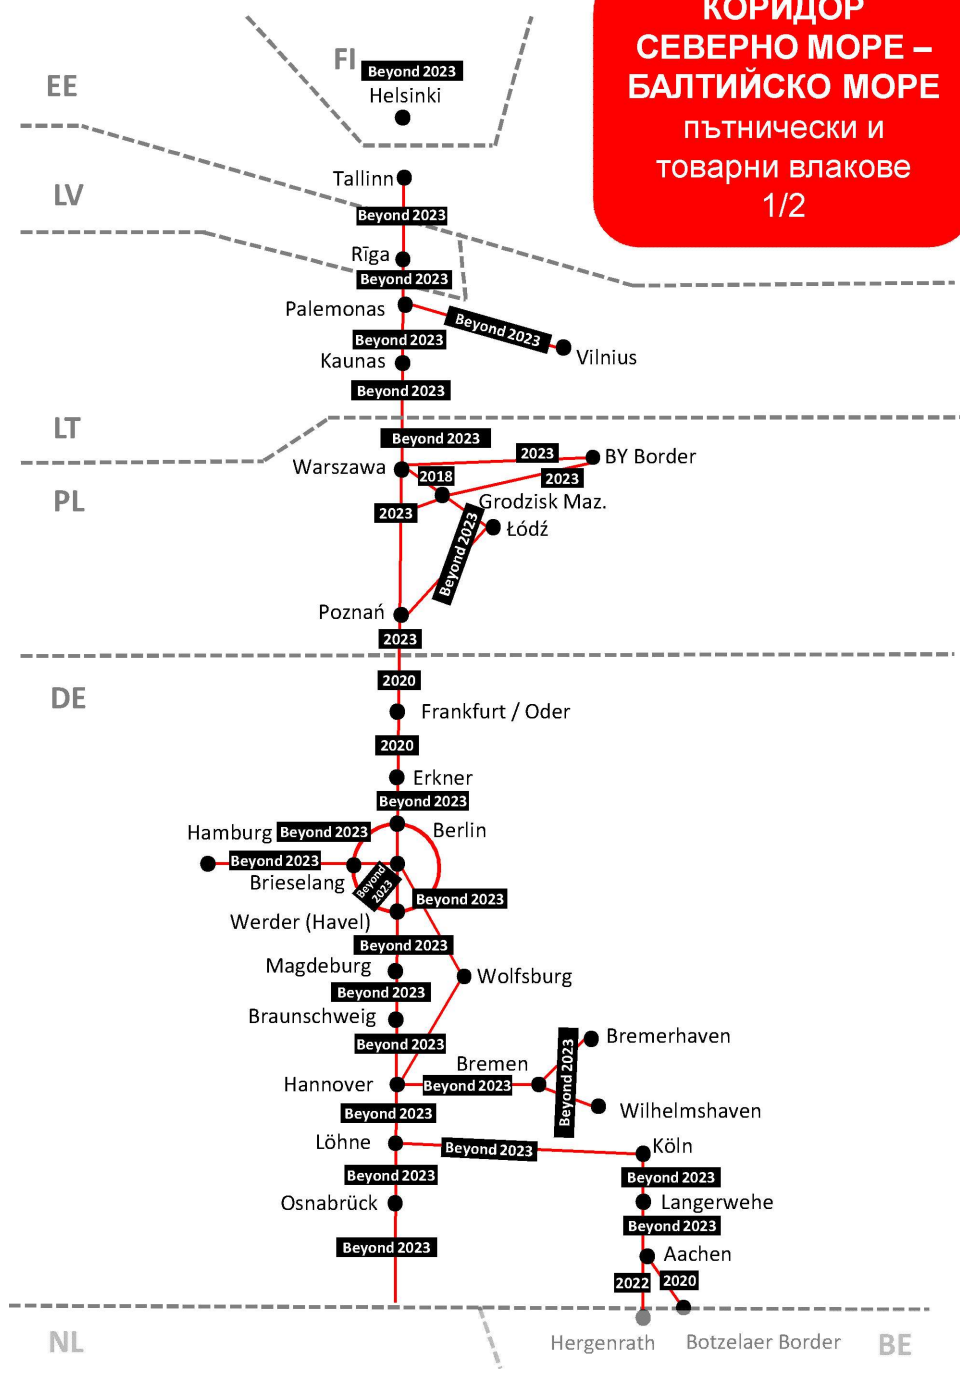 КОРИДОР
СЕВЕРНО МОРЕ –
БАЛТИЙСКО МОРЕ
пътнически и
товарни влакове
1/2
FI
Beyond 2023
Helsinki
EE
Tallinn
LV
Beyond 2023
Rīga
Beyond 2023
Palemonas
Beyond 2023
Beyond 2023
Vilnius
Kaunas
Beyond 2023
LT
Beyond 2023
Warszawa
2023
BY Border
2018
2023
PL
Grodzisk Maz.
2023
Łódź
Beyond 2023
Poznań
2023
DE
2020
Frankfurt / Oder
2020
Erkner
Beyond 2023
Hamburg
Beyond 2023
Berlin
Beyond 2023
Brieselang
Beyond
2023
Beyond 2023
Werder (Havel)
Beyond 2023
Magdeburg
Wolfsburg
Beyond 2023
Braunschweig
Beyond 2023
Bremerhaven
Bremen
Beyond 2023
Hannover
Beyond 2023
Beyond 2023
Wilhelmshaven
Löhne
Beyond 2023
Köln
Beyond 2023
Beyond 2023
Osnabrück
Langerwehe
Beyond 2023
Beyond 2023
Aachen
2022
2020
NL
Hergenrath
Botzelaer Border
BE